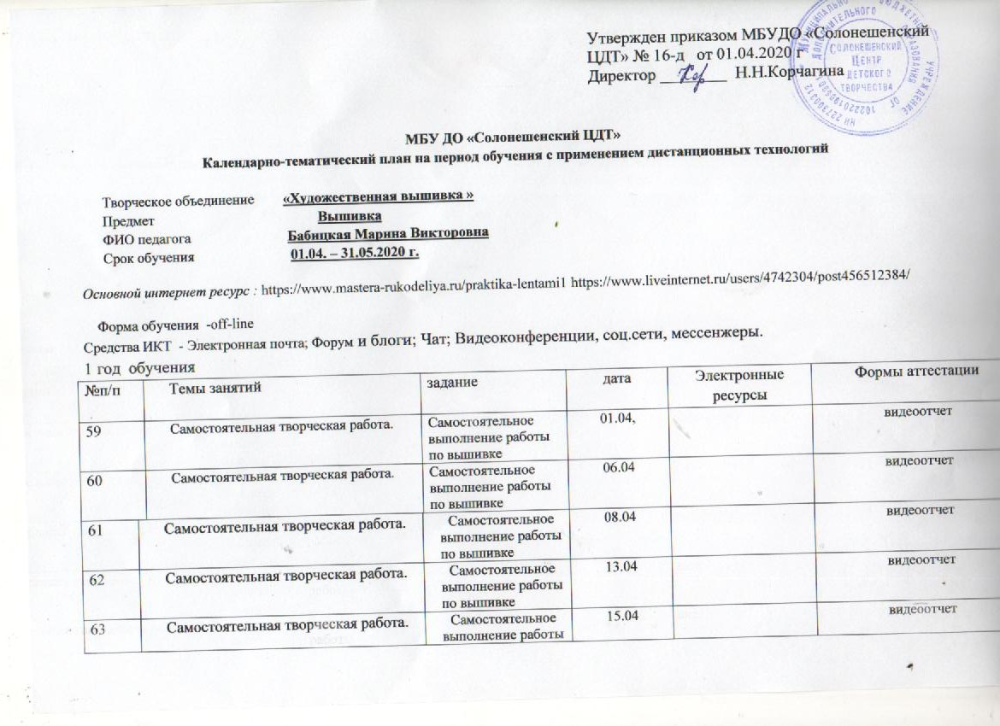 Утвержден приказом МБУДО «Солонешенский
ЦДТ» № 16-д от 01.04.2020 г
Директор ________ Н.Н.Корчагина
СОЛОНЕШЕНСКИЙ
ЦЕНТР
ДЕТСКОГО
ТВОРЧЕСТВА
МБУ ДО «Солонешенский ЦДТ»
Календарно-тематический план на период обучения с применением дистанционных технологий
Творческое объединение «Художественная вышивка »
Предмет Вышивка
ФИО педагога Бабицкая Марина Викторовна
Срок обучения 01.04. – 31.05.2020 г.
Основной интернет ресурс : https://www.mastera-rukodeliya.ru/praktika-lentami1 https://www.liveinternet.ru/users/4742304/post456512384/
Форма обучения -off-line
Средства ИКТ - Электронная почта; Форум и блоги; Чат; Видеоконференции, соц.сети, мессенжеры.
1 год обучения
№п/п Темы занятий задание дата Электронные Формы аттестации
ресурсы
59 Самостоятельная творческая работа. Самостоятельное 01.04, видеоотчет
выполнение работы
по вышивке
60 Самостоятельная творческая работа. Самостоятельное 06.04 видеоотчет
выполнение работы
по вышивке
61 Самостоятельная творческая работа. Самостоятельное 08.04 видеоотчет
выполнение работы
по вышивке
62 Самостоятельная творческая работа. Самостоятельное 13.04 видеоотчет
выполнение работы
по вышивке
63 Самостоятельная творческая работа. Самостоятельное 15.04 видеоотчет
выполнение работы